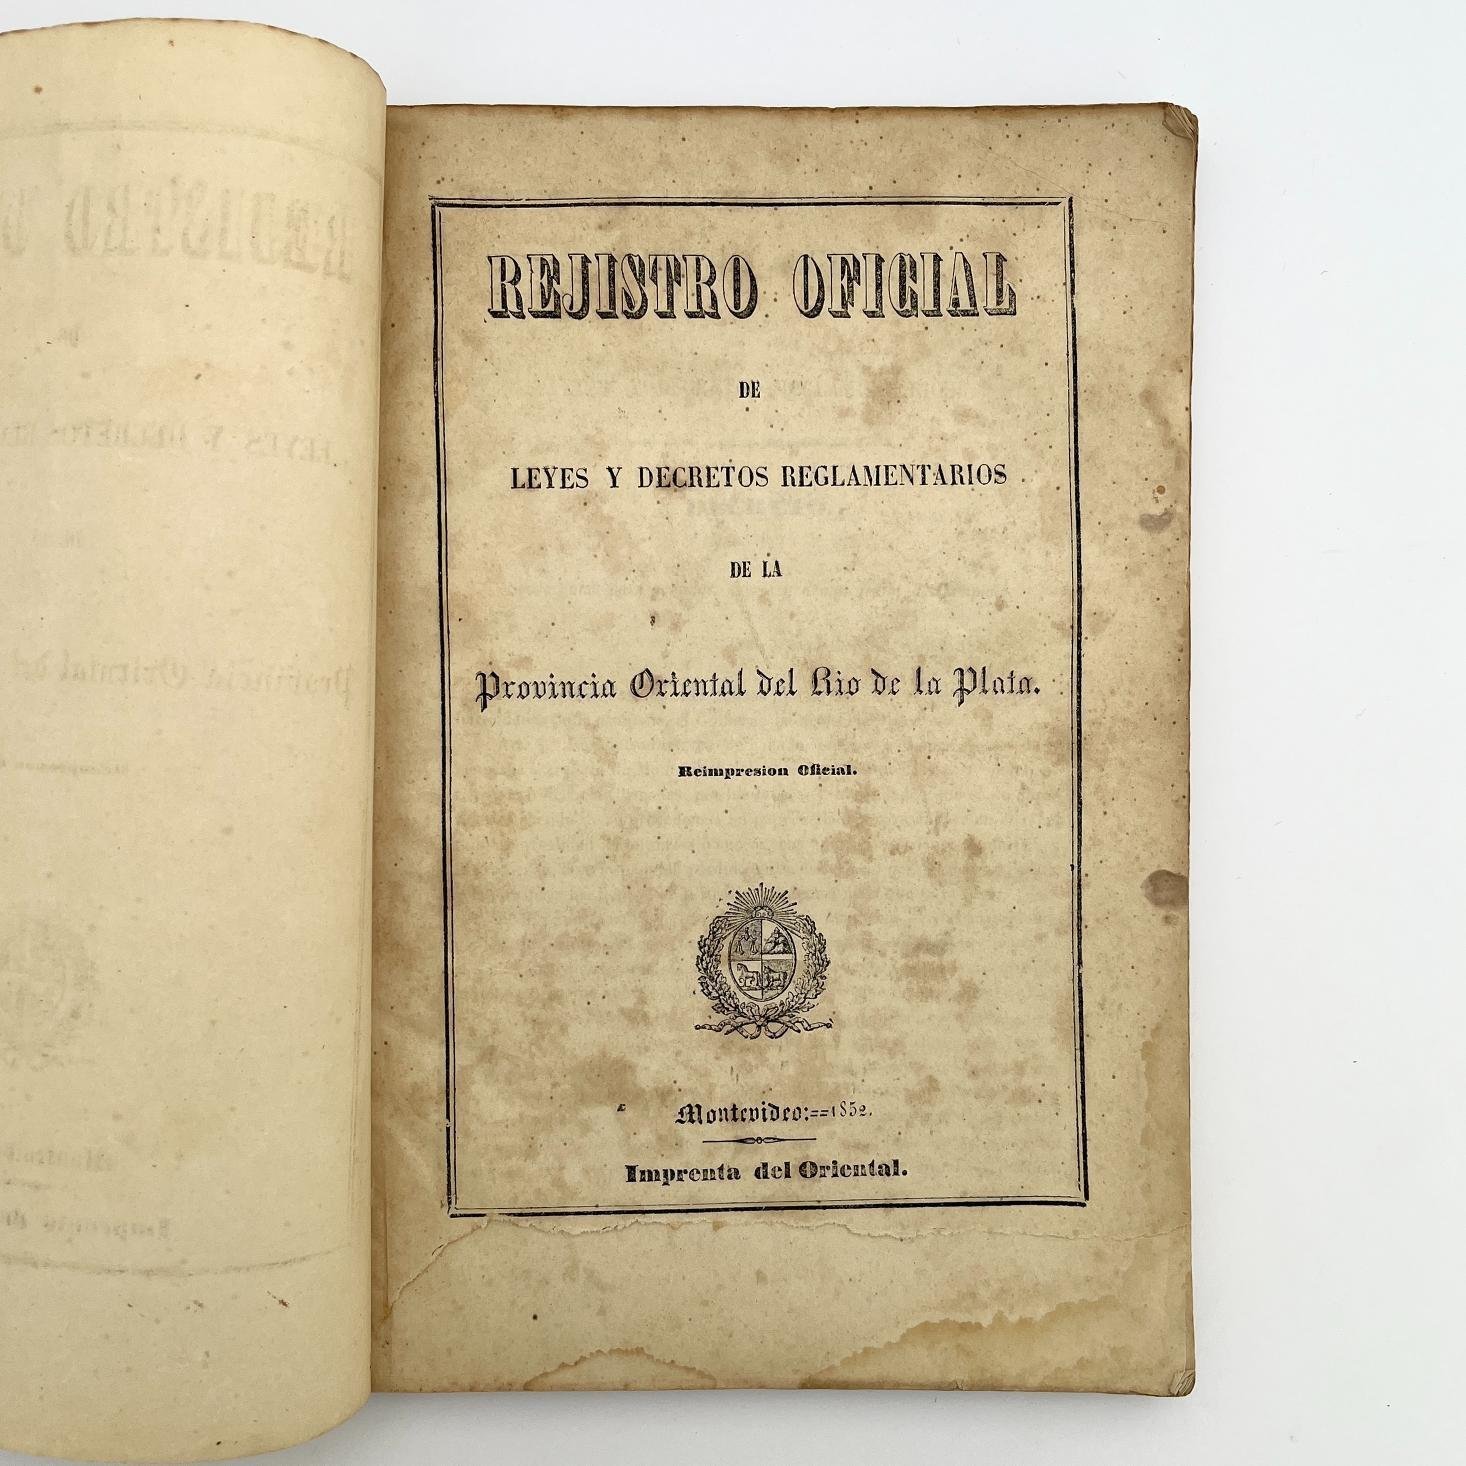 REJISTRO OFICIAL
DE
LEYES Y DECRETOS REGLAMENTARIOS
DE LA
Provincia Oriental del Rio de la Plata.
Reimpresion Oficial.
Montevideo:==1852.
Imprenta del Oriental.